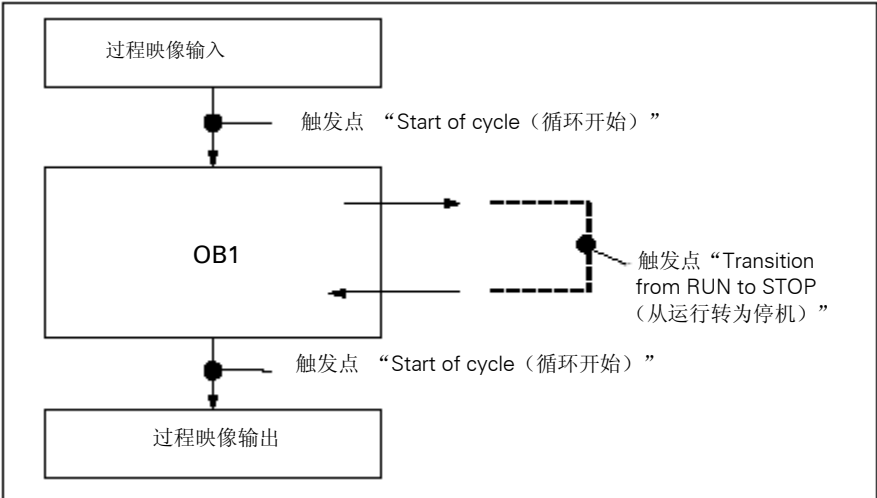 过程映像输入
触发点 “Start of cycle（循环开始）”
OB1
触发点“Transition
from RUN to STOP
（从运行转为停机）”
触发点 “Start of cycle（循环开始）”
过程映像输出